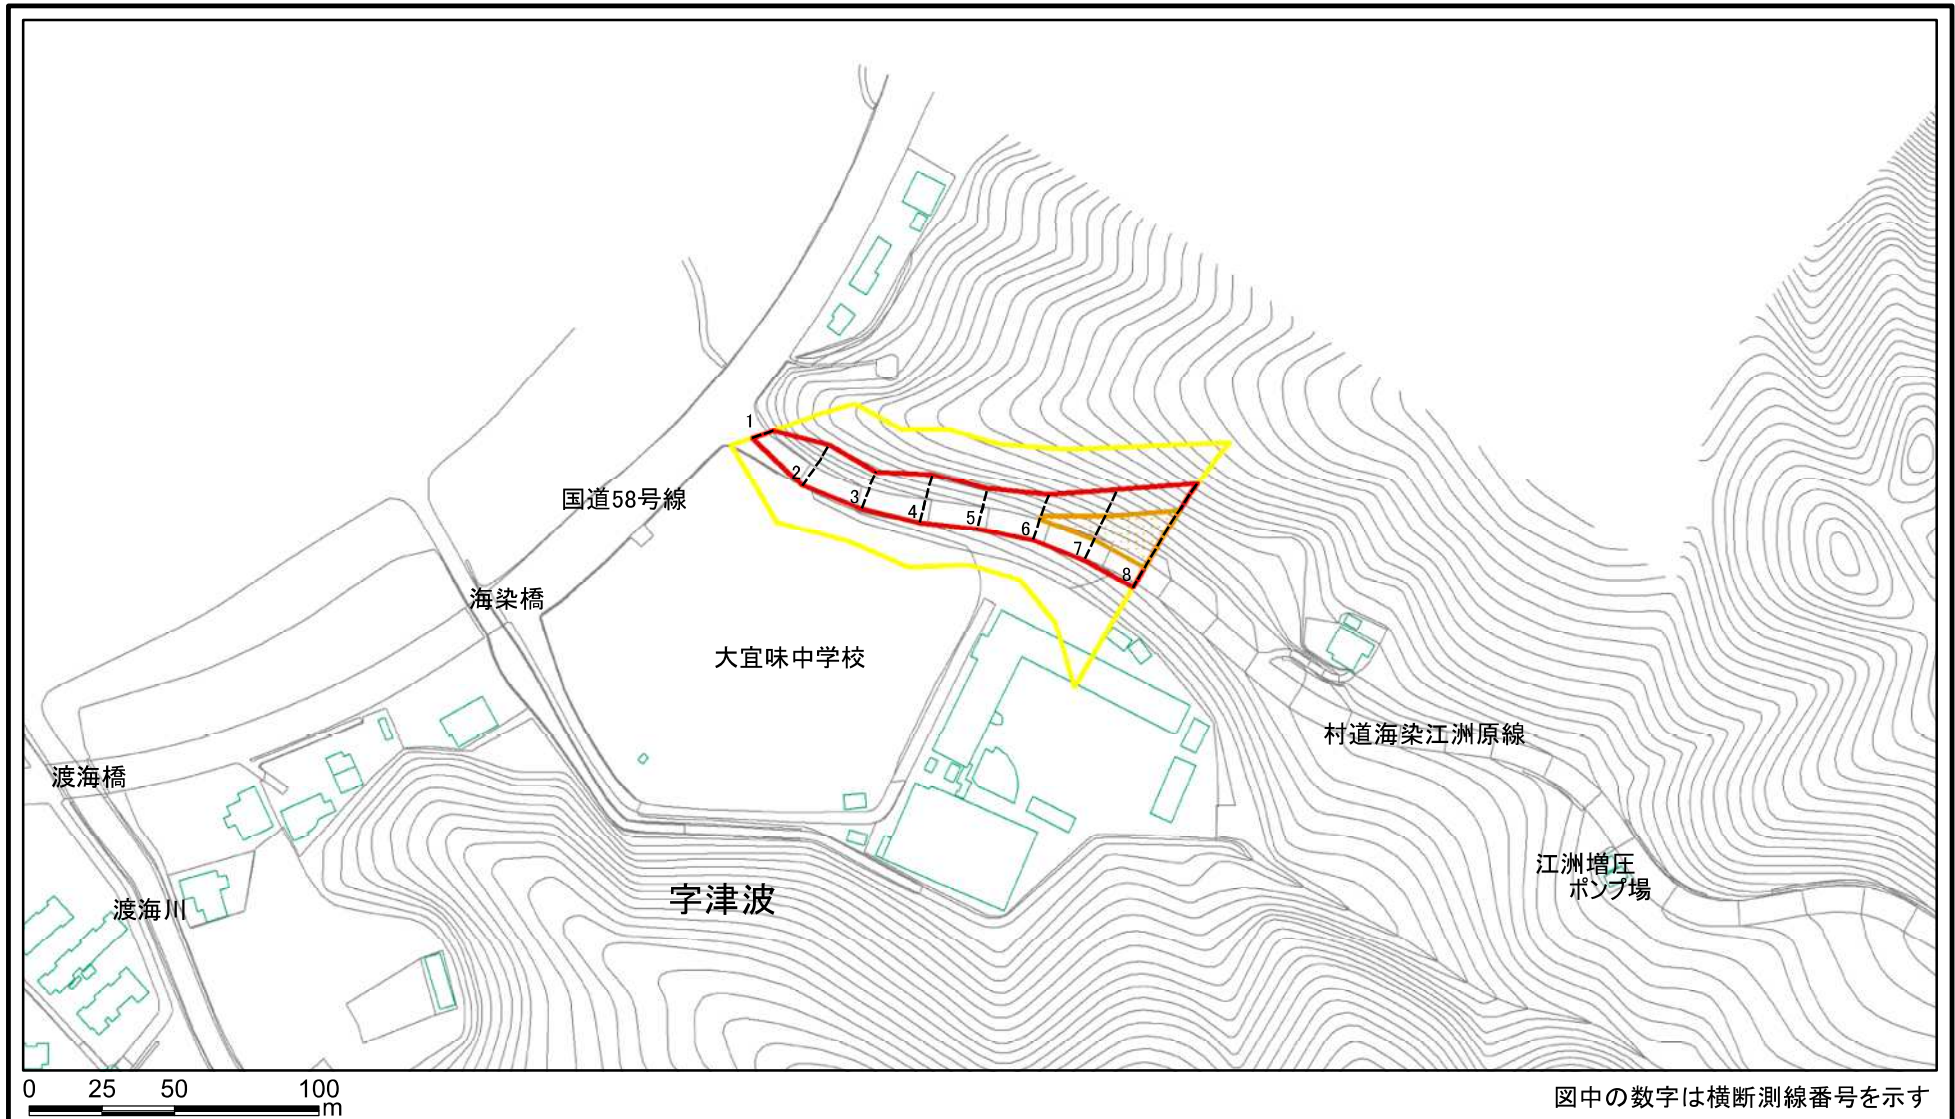 1
2
3
4
5
6
7
8
国道58号線
海染橋
大宜味中学校
村道海染江洲原線
渡海橋
江洲増圧
ポンプ場
字津波
渡海川
0 25 50 100
m
図中の数字は横断測線番号を示す